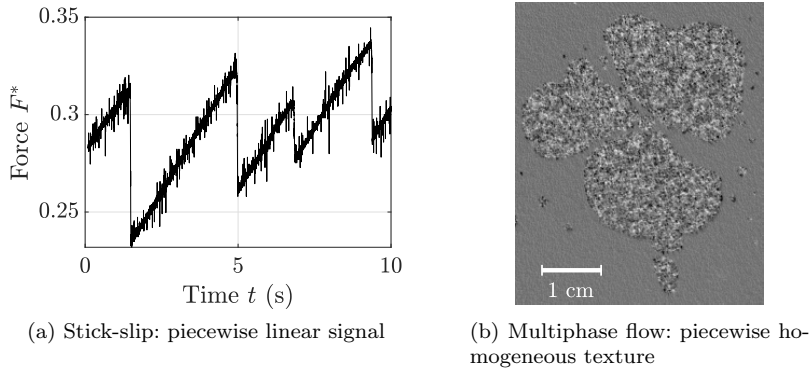 0.35
0.3
0.25
Force F*
0
5
10
Time t (s)
1 cm
(a) Stick-slip: piecewise linear signal
(b) Multiphase flow: piecewise ho-
mogeneous texture